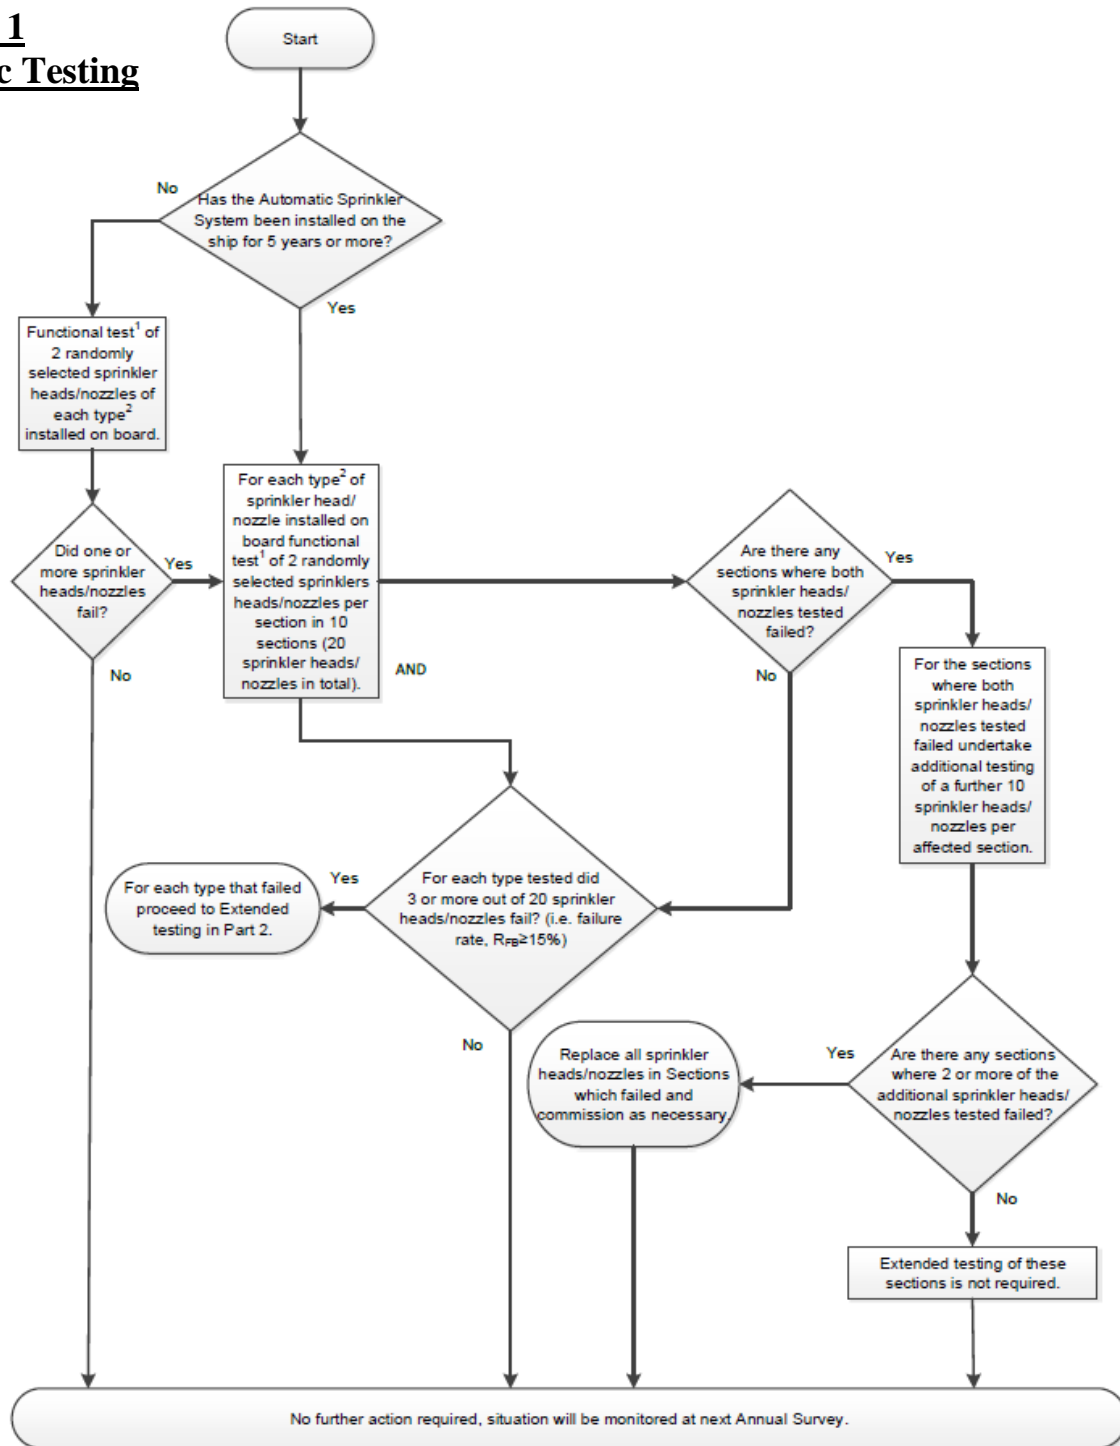 1
c Testing
Start
No
Has the Automatic Sprinkler
System been installed on the
ship for 5 years or more?
Yes
Functional test1 of
2 randomly
selected sprinkler
heads/nozzles of
each type2
installed on board.
Did one or
more sprinkler
heads/nozzles
fail?
Yes
No
For each type2 of
sprinkler head/
nozzle installed on
board functional
test1 of 2 randomly
selected sprinklers
heads/nozzles per
section in 10
sections (20
sprinkler heads/
nozzles in total).
AND
Are there any
sections where both
sprinkler heads/
nozzles tested
failed?
Yes
No
For the sections
where both
sprinkler heads/
nozzles tested
failed undertake
additional testing
of a further 10
sprinkler heads/
nozzles per
affected section.
For each type that failed
proceed to Extended
testing in Part 2.
Yes
For each type tested did
3 or more out of 20 sprinkler
heads/nozzles fail? (i.e. failure
rate, RFB≥15%)
No
Replace all sprinkler
heads/nozzles in Sections
which failed and
commission as necessary.
Yes
Are there any sections
where 2 or more of the
additional sprinkler heads/
nozzles tested failed?
No
Extended testing of these
sections is not required.
No further action required, situation will be monitored at next Annual Survey.